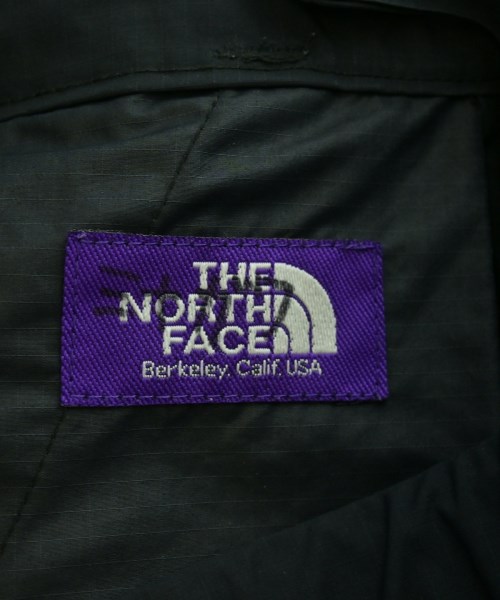 THE
NORTH
FACE
Berkeley, Calif. USA